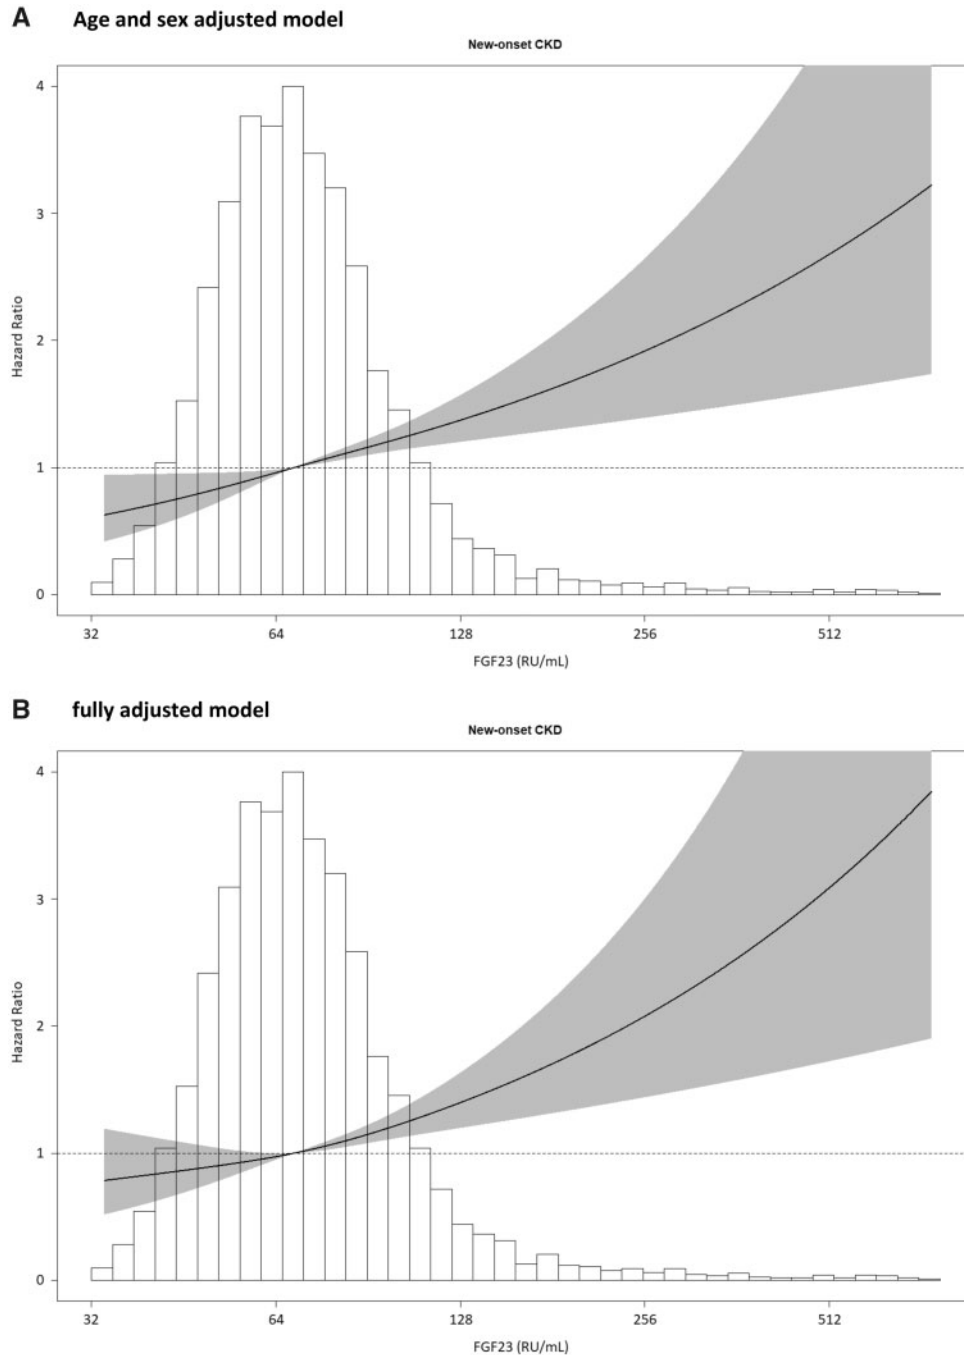 A Age and sex adjusted model
New-onset CKD
4
3
2
1
0
Hazard Ratio
32 64 128 256 512
FGF23 (RU/mL)
B fully adjusted model
New-onset CKD
4
3
2
1
0
Hazard Ratio
32 64 128 256 512
FGF23 (RU/mL)